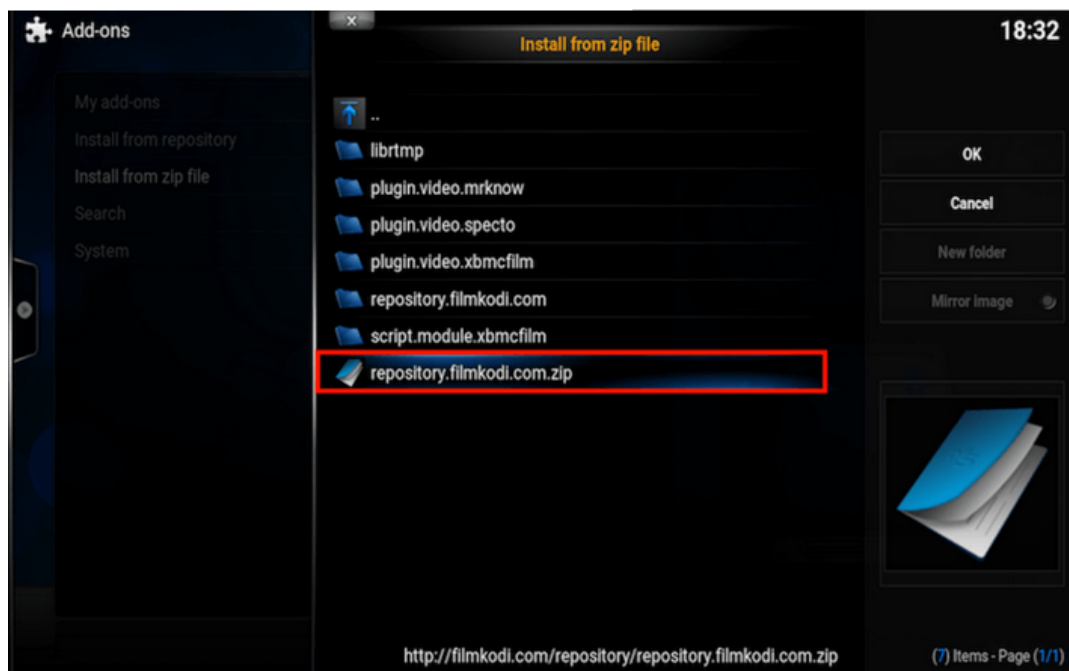 Add-ons
x
Install from zip file
18:32
My add-ons
Install from repository
Install from zip file
Search
System
..
librtmp
plugin.video.mrknow
plugin.video.specto
plugin.video.xbmcfilm
repository.filmkodi.com
script.module.xbmcfilm
repository.filmkodi.com.zip
OK
Cancel
New folder
Mirror image
http://filmkodi.com/repository/repository.filmkodi.com.zip
(7) Items - Page (1/1)